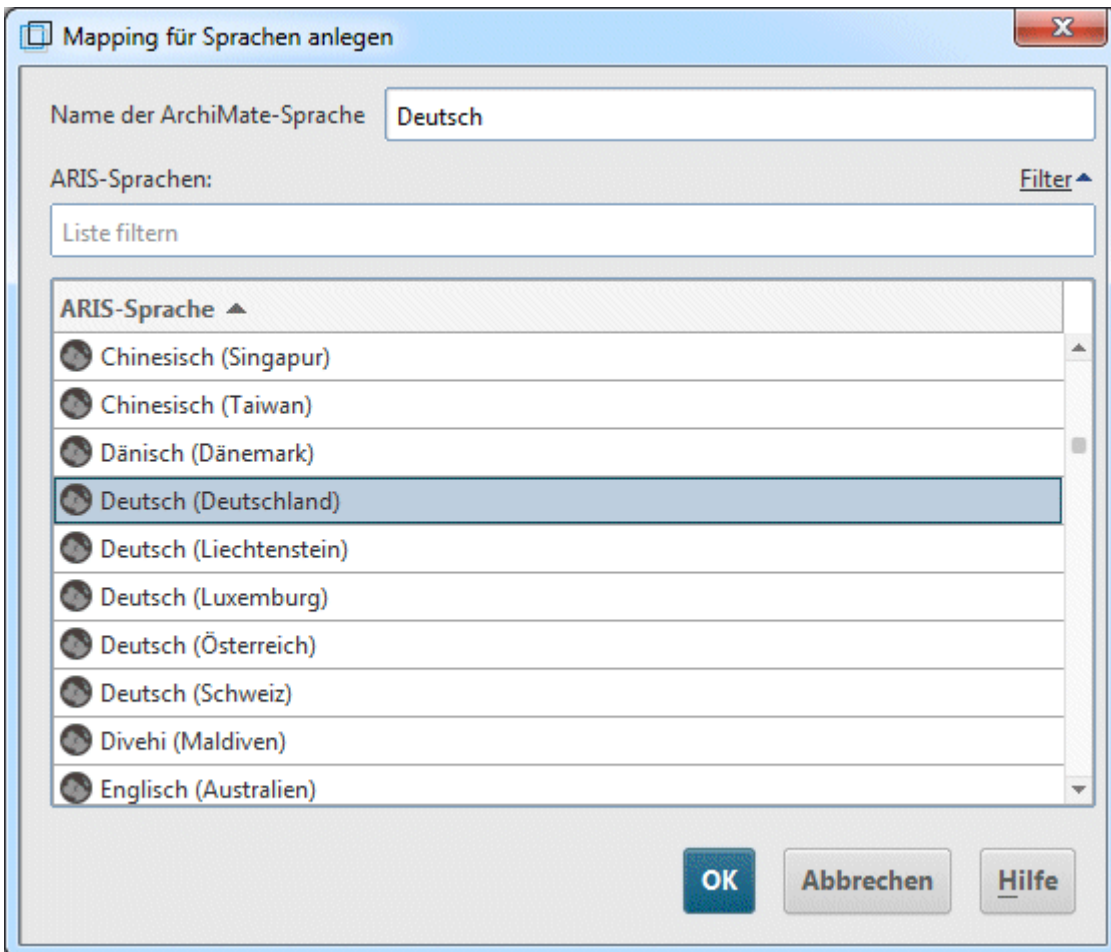 Mapping für Sprachen anlegen
Name der ArchiMate-Sprache Deutsch
ARIS-Sprachen: Filter
Liste filtern
ARIS-Sprache
Chinesisch (Singapur)
Chinesisch (Taiwan)
Dänisch (Dänemark)
Deutsch (Deutschland)
Deutsch (Liechtenstein)
Deutsch (Luxemburg)
Deutsch (Österreich)
Deutsch (Schweiz)
Divehi (Maldiven)
Englisch (Australien)
OK Abbrechen Hilfe